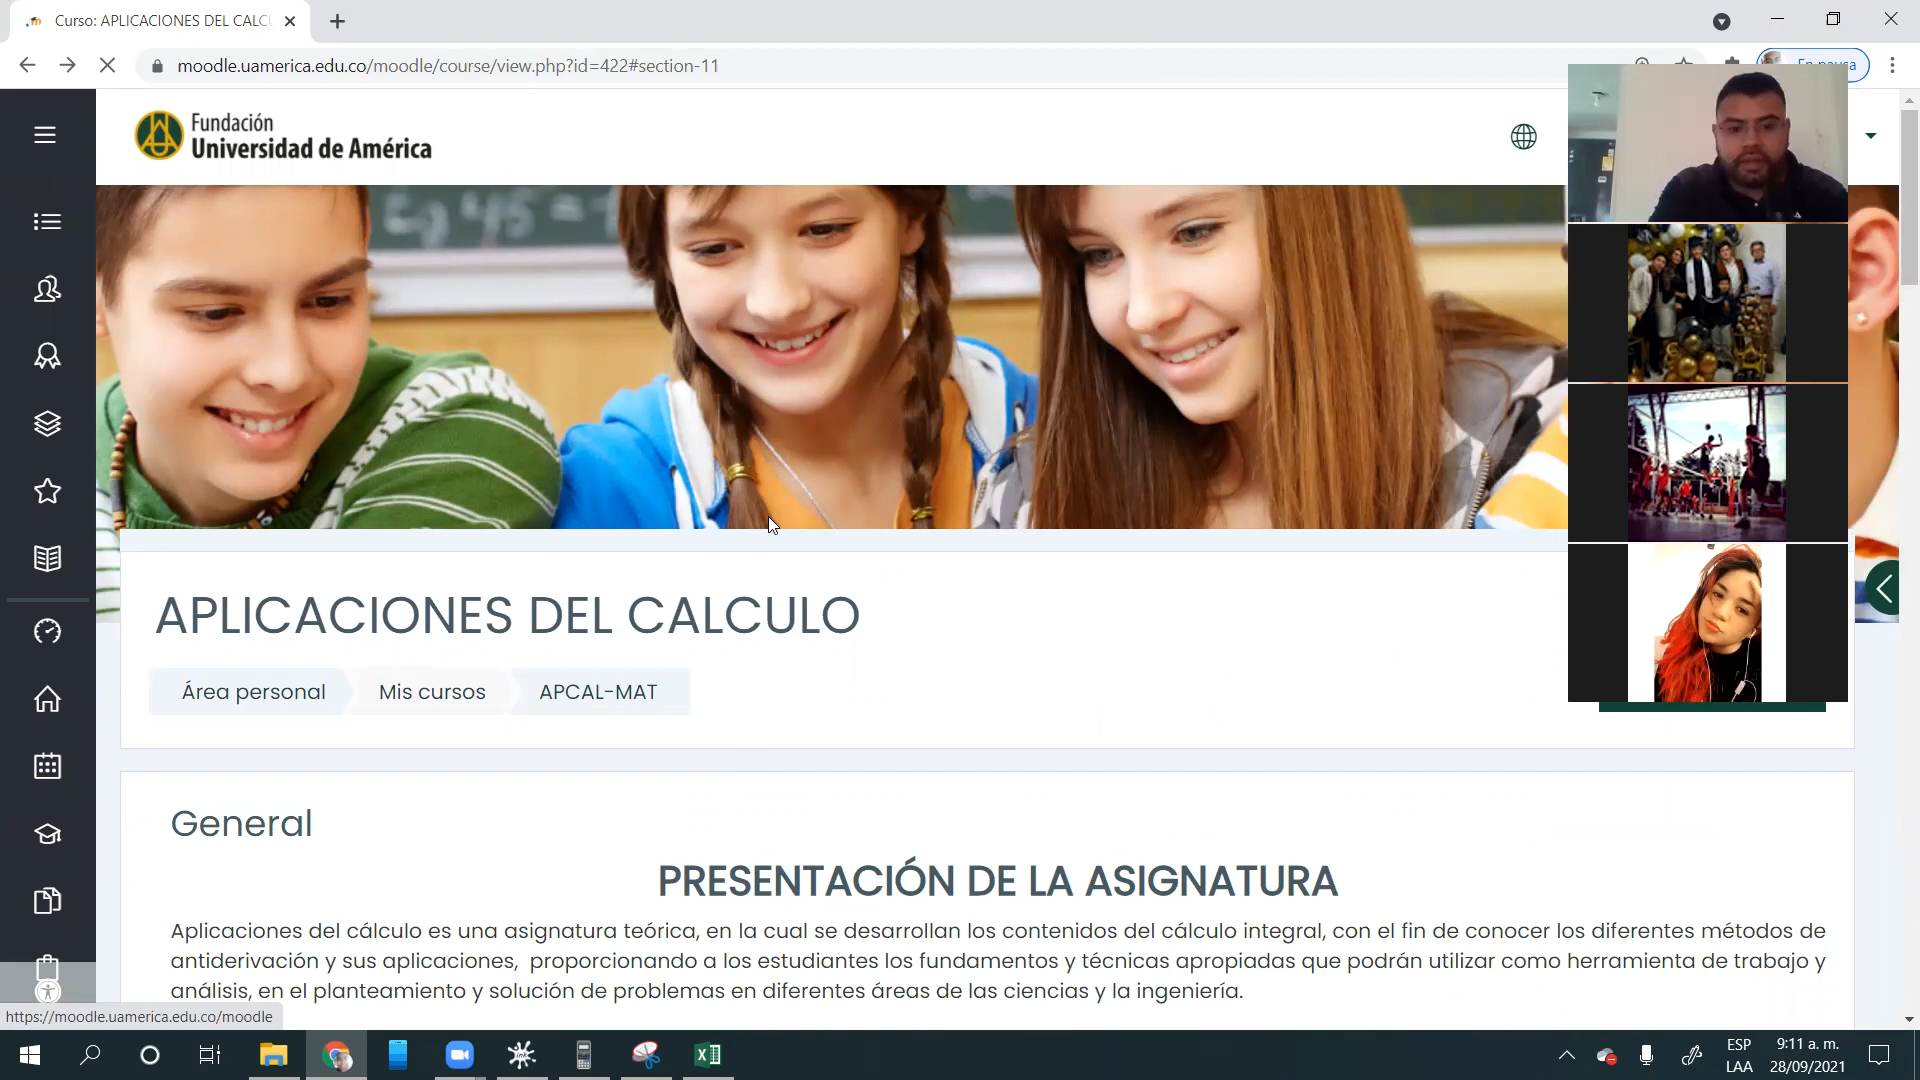 Curso: APLICACIONES DEL CALC
moodle.uamerica.edu.co/moodle/course/view.php?id=422#section-11
En pausa
Fundación
Universidad de América
APLICACIONES DEL CALCULO
Área personal
Mis cursos
APCAL-MAT
General
PRESENTACIÓN DE LA ASIGNATURA
Aplicaciones del cálculo es una asignatura teórica, en la cual se desarrollan los contenidos del cálculo integral, con el fin de conocer los diferentes métodos de
antiderivación y sus aplicaciones, proporcionando a los estudiantes los fundamentos y técnicas apropiadas que podrán utilizar como herramienta de trabajo y
análisis, en el planteamiento y solución de problemas en diferentes áreas de las ciencias y la ingeniería.
https://moodle.uamerica.edu.co/moodle
ESP
LAA
9:11 a. m.
28/09/2021